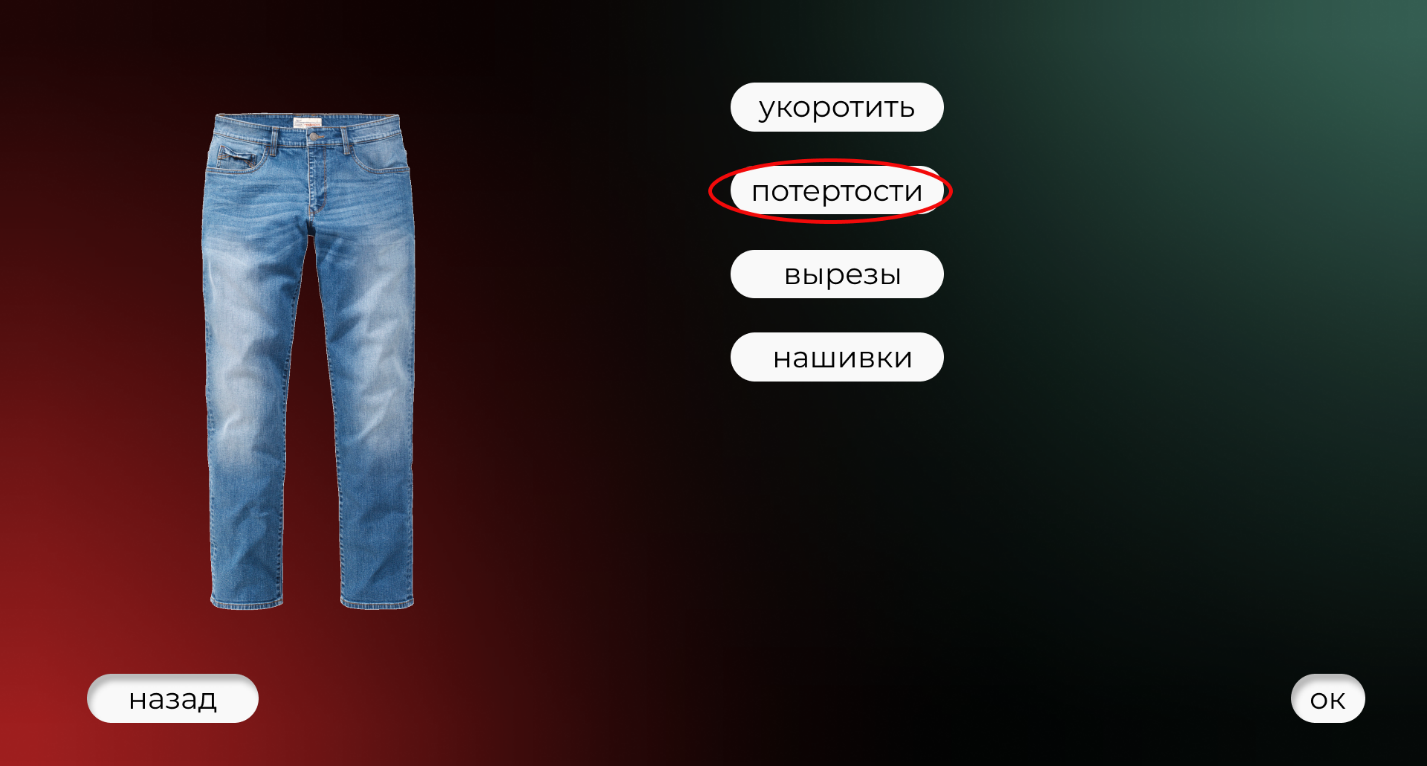 укоротить
потертости
вырезы
нашивки
назад
ок